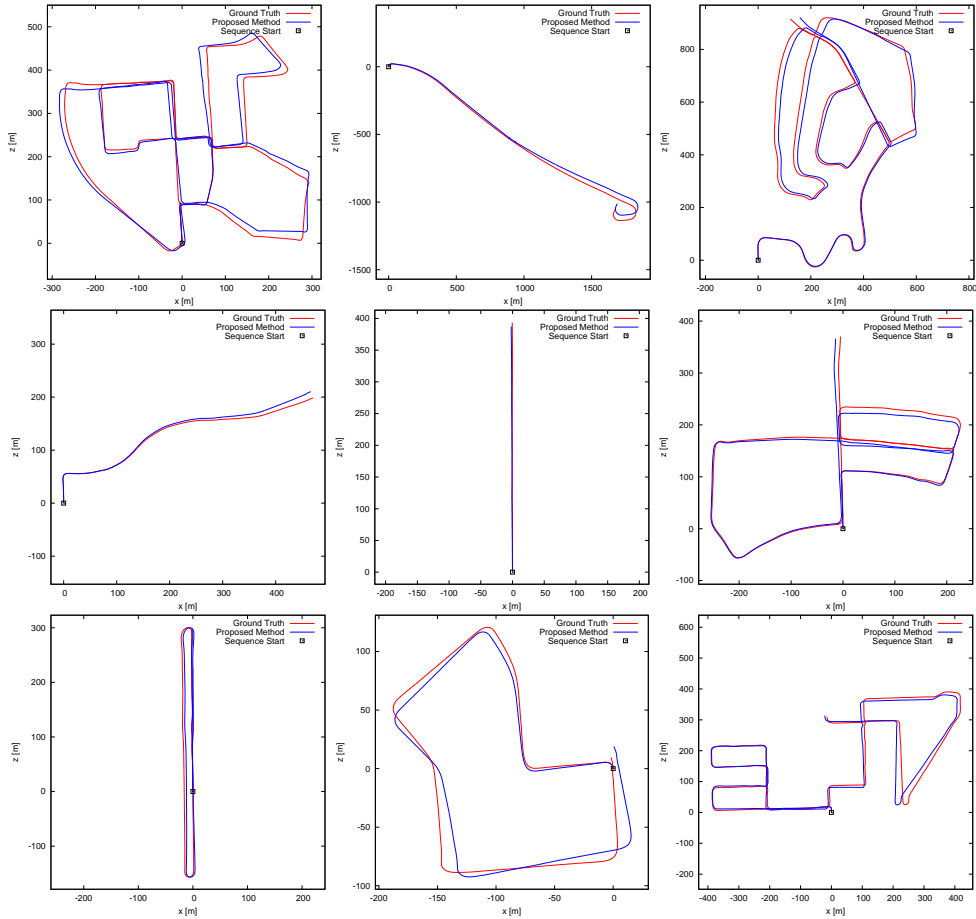 Ground Truth
Proposed Method
Sequence Start
z [m]
500
400
300
200
100
0
-300 -200 -100 0 100 200 300
x [m]
Ground Truth
Proposed Method
Sequence Start
z [m]
500
0
-500
-1000
-1500
0 500 1000 1500
x [m]
Ground Truth
Proposed Method
Sequence Start
z [m]
800
600
400
200
0
-200 0 200 400 600 800
x [m]
Ground Truth
Proposed Method
Sequence Start
z [m]
300
200
100
0
-100
0 100 200 300 400
x [m]
Ground Truth
Proposed Method
Sequence Start
z [m]
400
350
300
250
200
150
100
50
0
-200 -150 -100 -50 0 50 100 150 200
x [m]
Ground Truth
Proposed Method
Sequence Start
z [m]
400
300
200
100
0
-100
-200 -100 0 100 200
x [m]
Ground Truth
Proposed Method
Sequence Start
z [m]
300
200
100
0
-100
-200 -100 0 100 200
x [m]
Ground Truth
Proposed Method
Sequence Start
z [m]
100
50
0
-50
-100
-200 -150 -100 -50 0 50
x [m]
Ground Truth
Proposed Method
Sequence Start
z [m]
600
500
400
300
200
100
0
-100
-200
-400 -300 -200 -100 0 100 200 300 400
x [m]